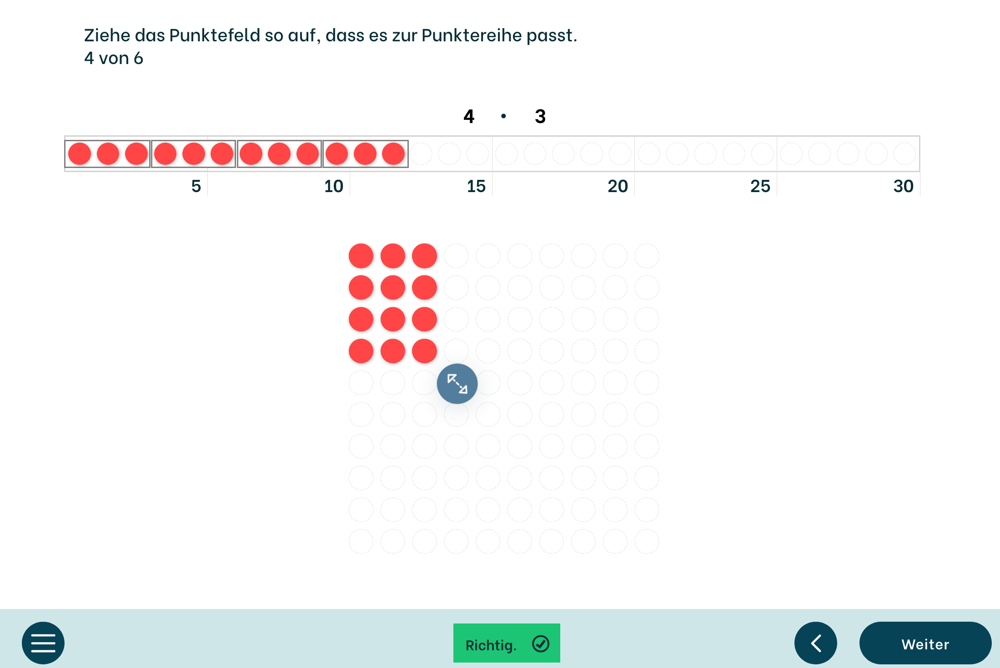 Ziehe das Punktefeld so auf, dass es zur Punktereihe passt.
4 von 6
4 · 3
5 10 15 20 25 30
Richtig.
Weiter